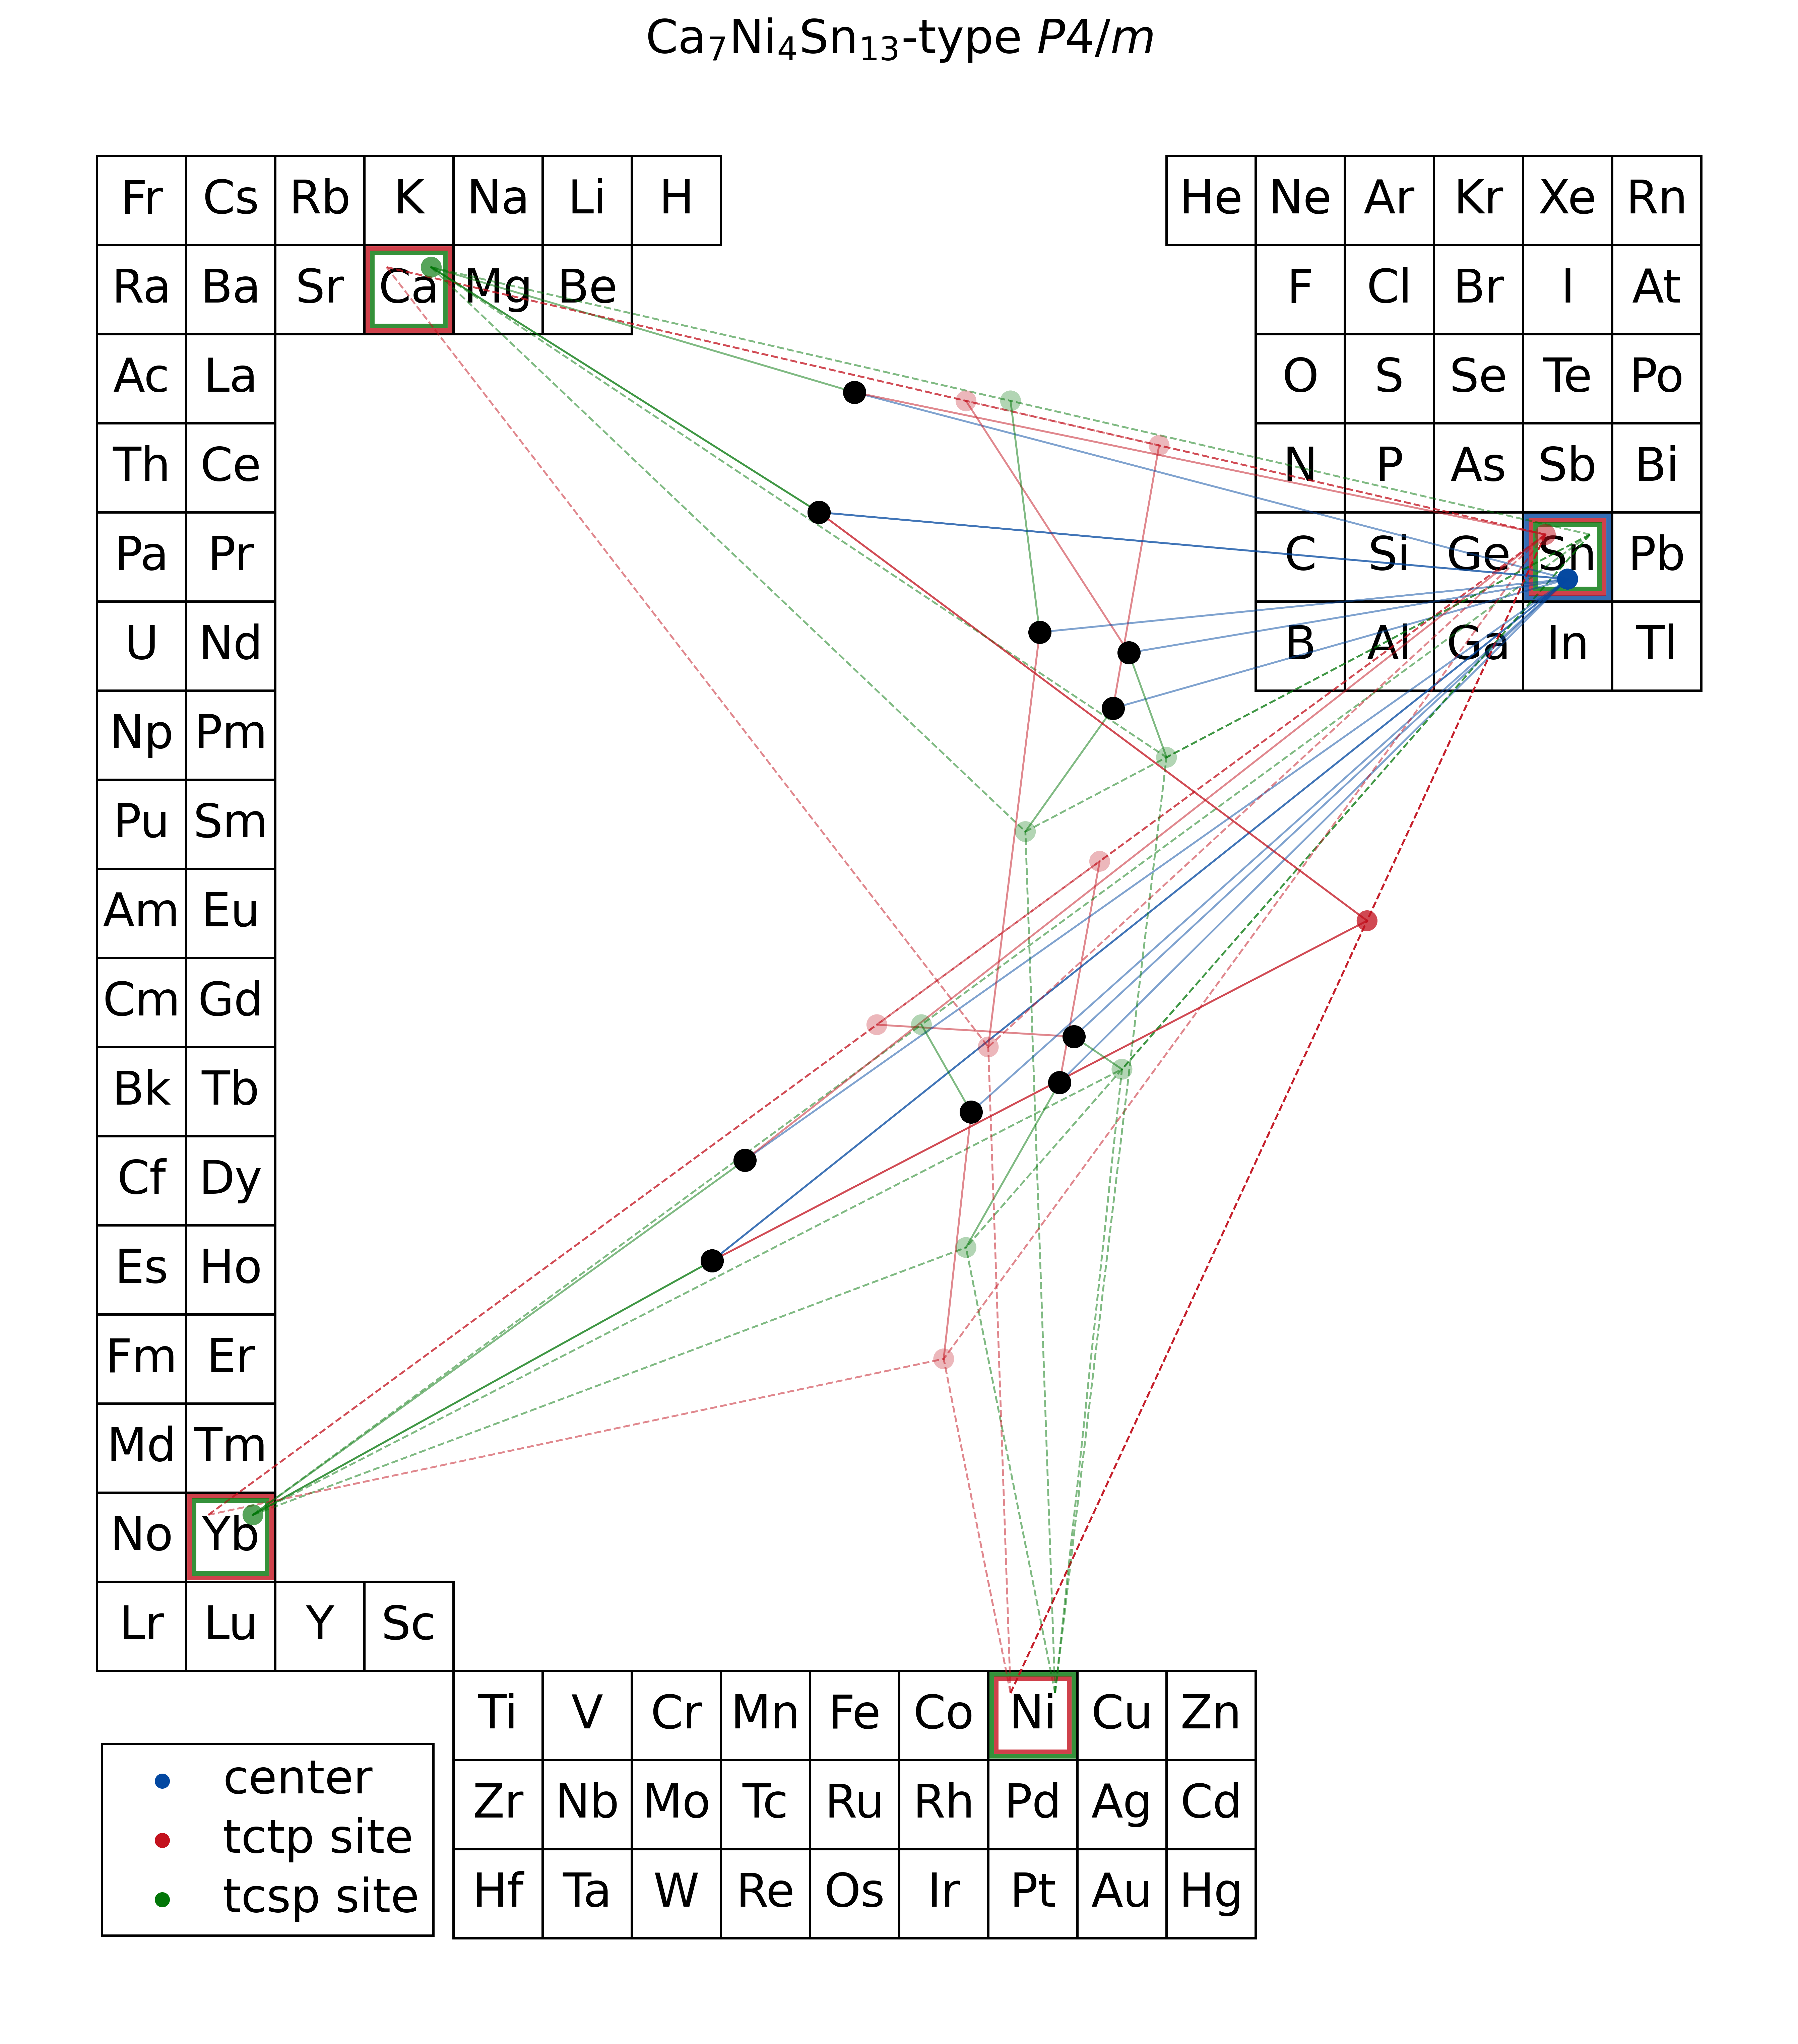 Ca₇Ni₄Sn₁₃-type P4/m
Fr Cs Rb K Na Li H He Ne Ar Kr Xe Rn
Ra Ba Sr Ca Mg Be F Cl Br I At
Ac La O S Se Te Po
Th Ce N P As Sb Bi
Pa Pr C Si Ge Sn Pb
U Nd B Al Ga In Tl
Np Pm
Pu Sm
Am Eu
Cm Gd
Bk Tb
Cf Dy
Es Ho
Fm Er
Md Tm
No Yb
Lr Lu Y Sc
Ti V Cr Mn Fe Co Ni Cu Zn
Zr Nb Mo Tc Ru Rh Pd Ag Cd
Hf Ta W Re Os Ir Pt Au Hg
center
tctp site
tcsp site